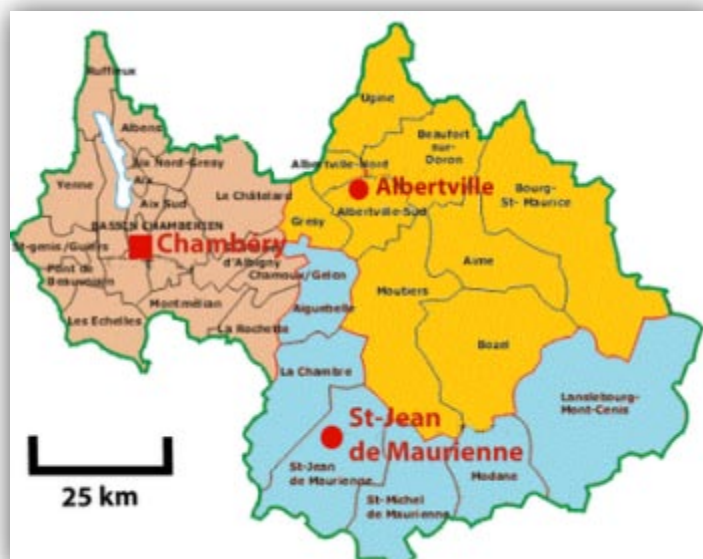 Ruffieux
Albens
Aix Nord-Gresy
Aix
Yenne
Aix Sud
Le Châtelard
BASSIN CHAMBERIEN
St-genis/Guiers
Chambéry
d'Albigny
Pont de
Beauvoisin
Chamoux/Gelon
Montmélian
Aiguebelle
Les Echelles
La Rochette
Ugine
Beaufort
sur-
Doron
Albertville-Nord
Albertville
Albertville-Sud
Grésy
Bourg-
St-Maurice
Aime
Moutiers
Bozel
La Chambre
Lanslebourg-
Mont-Cenis
St-Jean
de Maurienne
St-Jean
de Maurienne
Modane
St-Michel
de Maurienne
25 km